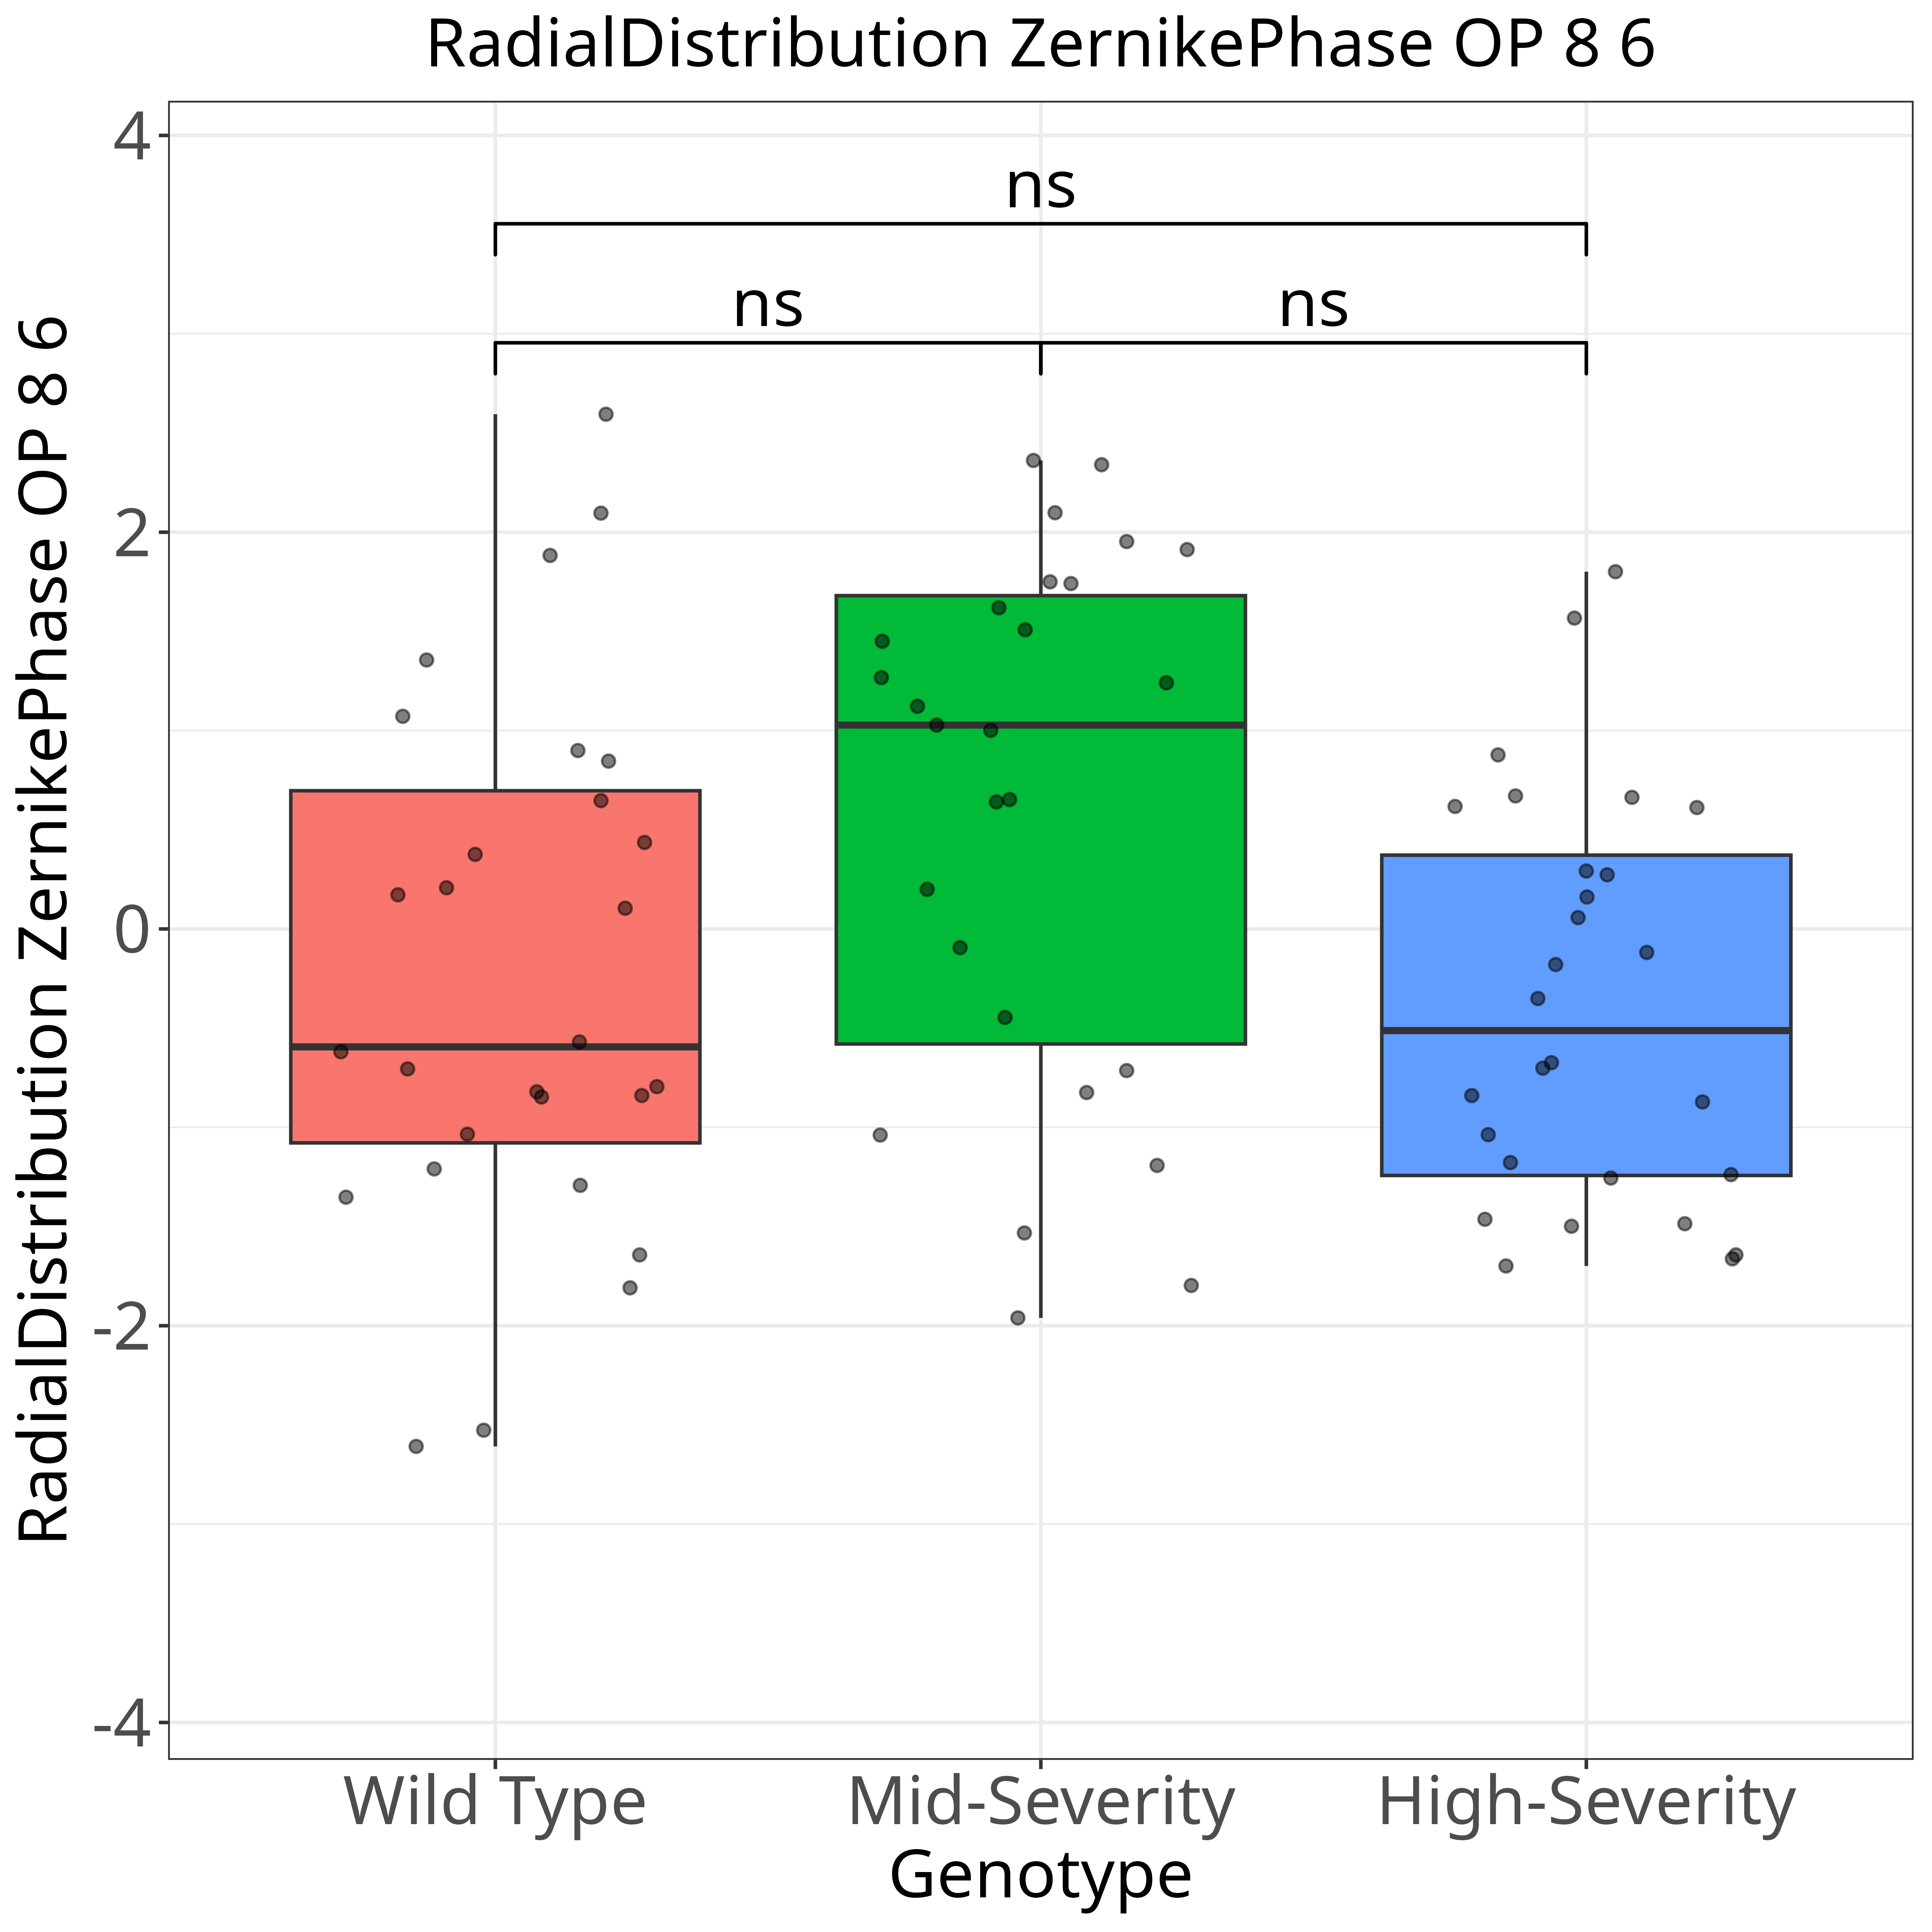 RadialDistribution ZernikePhase OP 8 6
RadialDistribution ZernikePhase OP 8 6
4
2
0
-2
-4
ns
ns
ns
Wild Type
Mid-Severity
High-Severity
Genotype